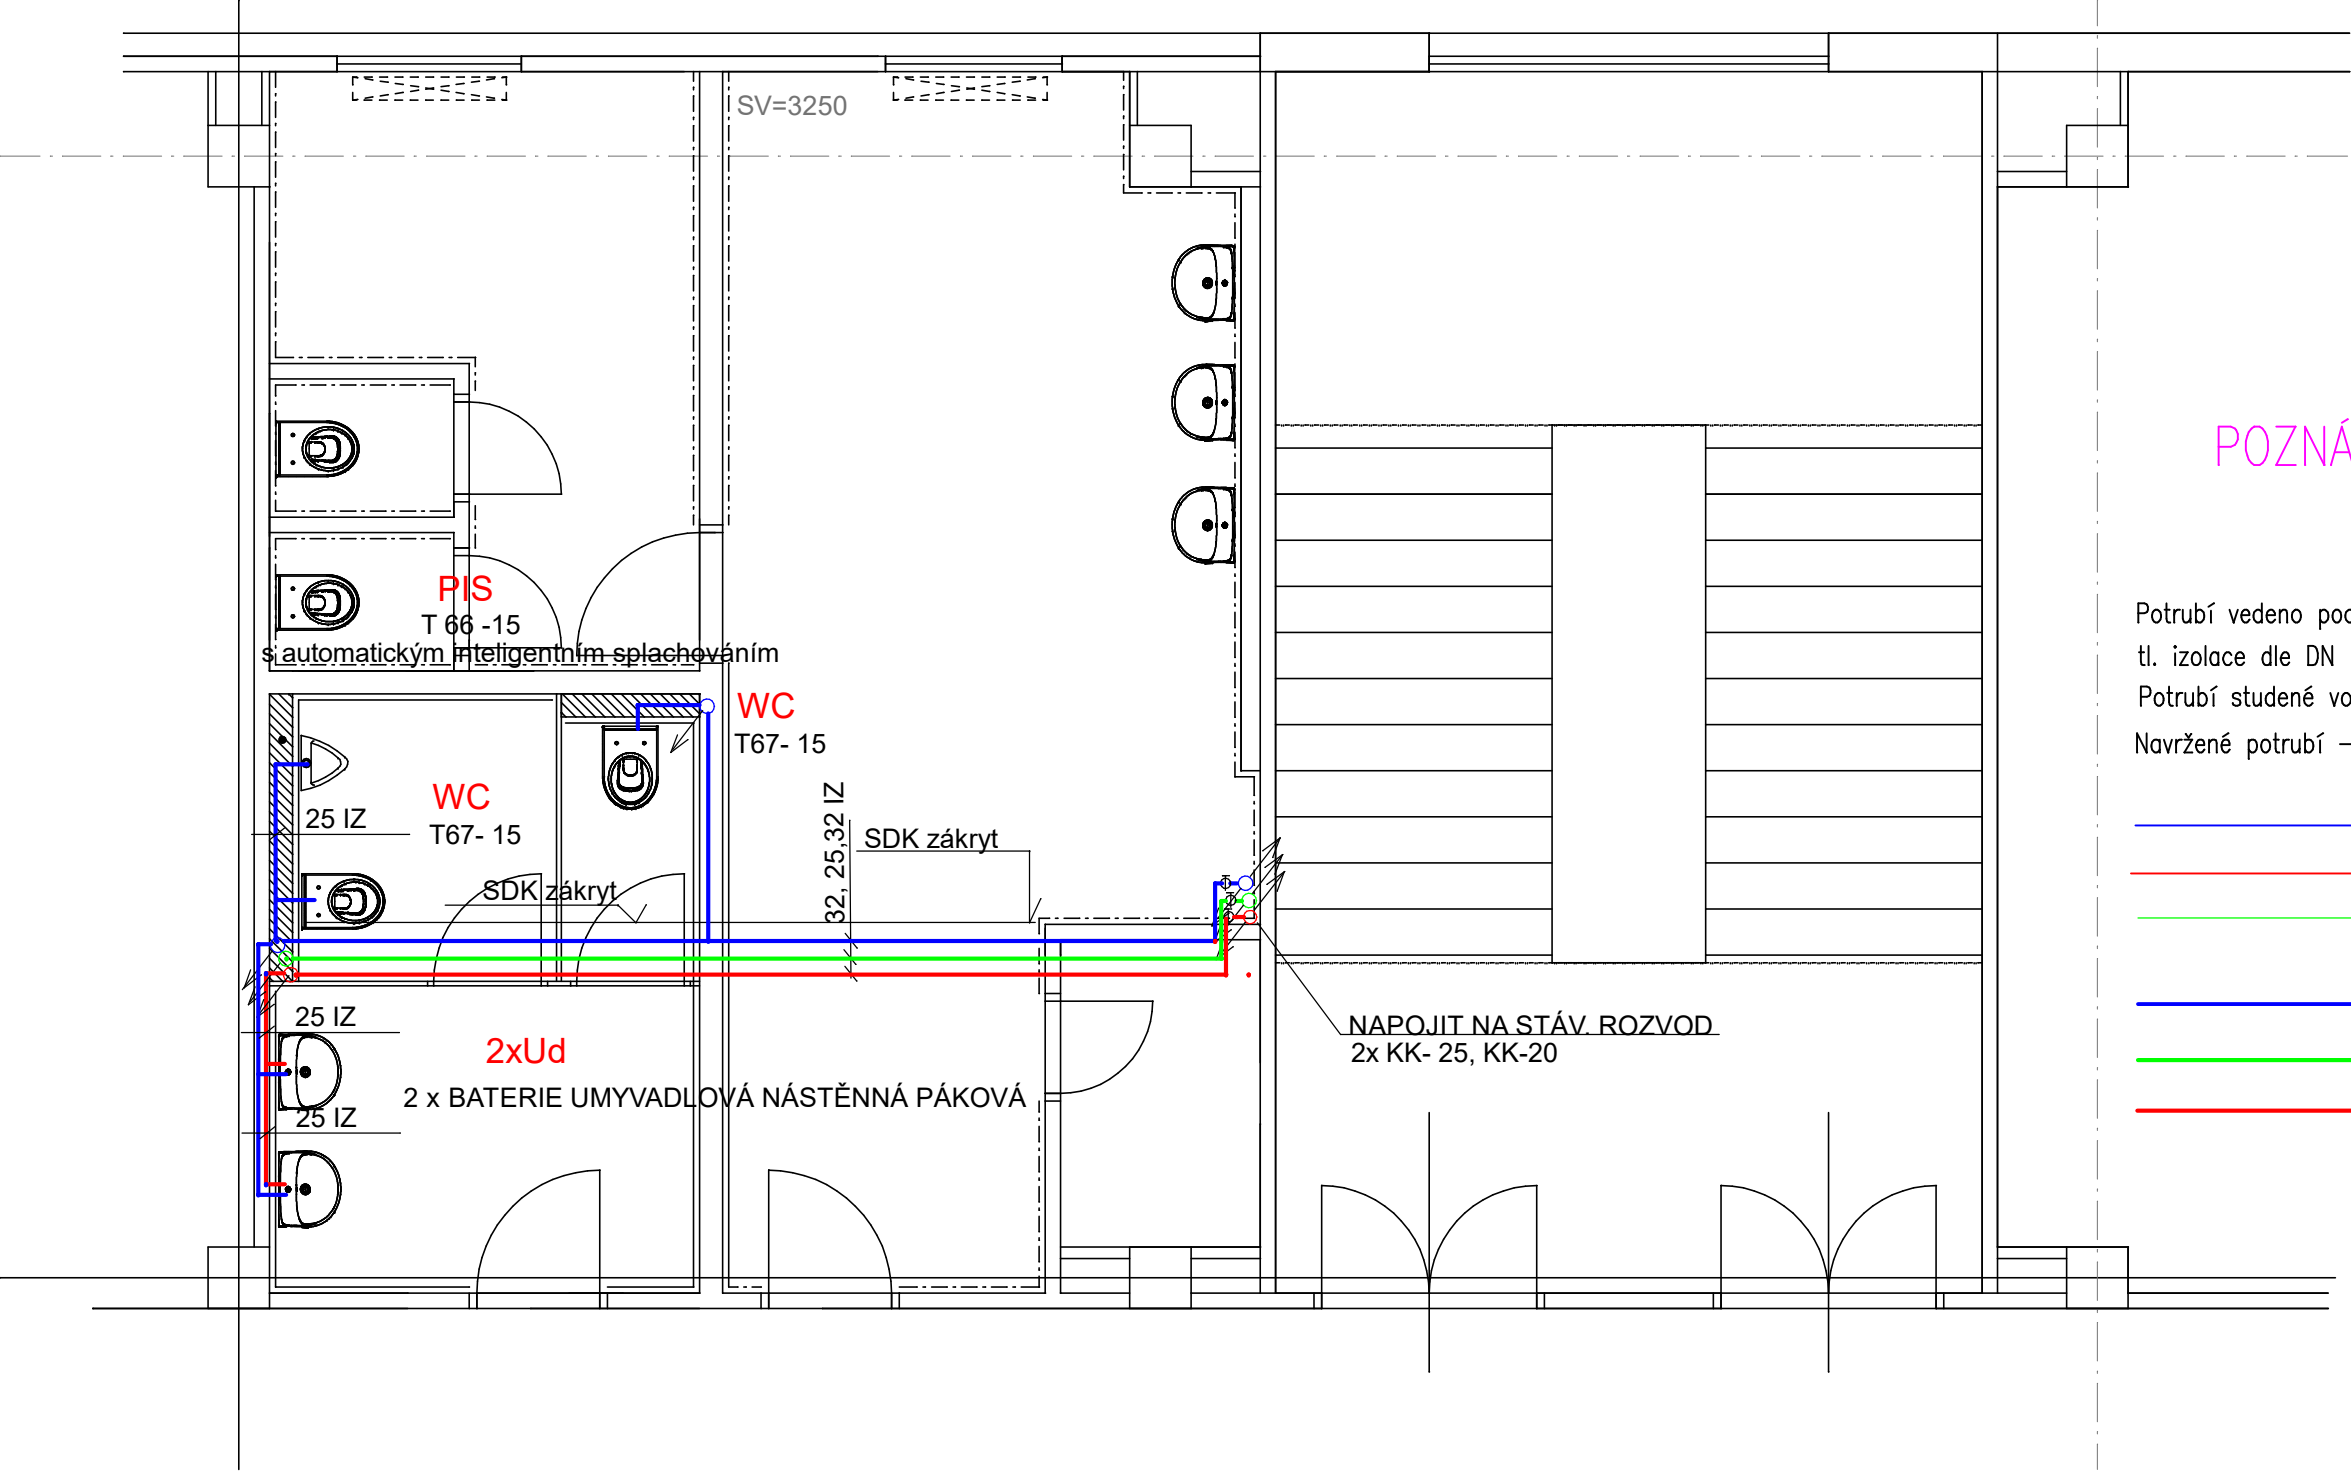 SV=3250
POZNÁ
PIS
T 66 -15
s automatickým inteligentním splachováním
Potrubí vedeno pod
tl. izolace dle DN
Potrubí studené vo
Navržené potrubí –
WC
T67- 15
WC
T67- 15
25 IZ
32, 25,32 IZ
SDK zákryt
SDK zákryt
25 IZ
2xUd
2 x BATERIE UMYVADLOVÁ NÁSTĚNNÁ PÁKOVÁ
25 IZ
NAPOJIT NA STÁV. ROZVOD
2x KK- 25, KK-20